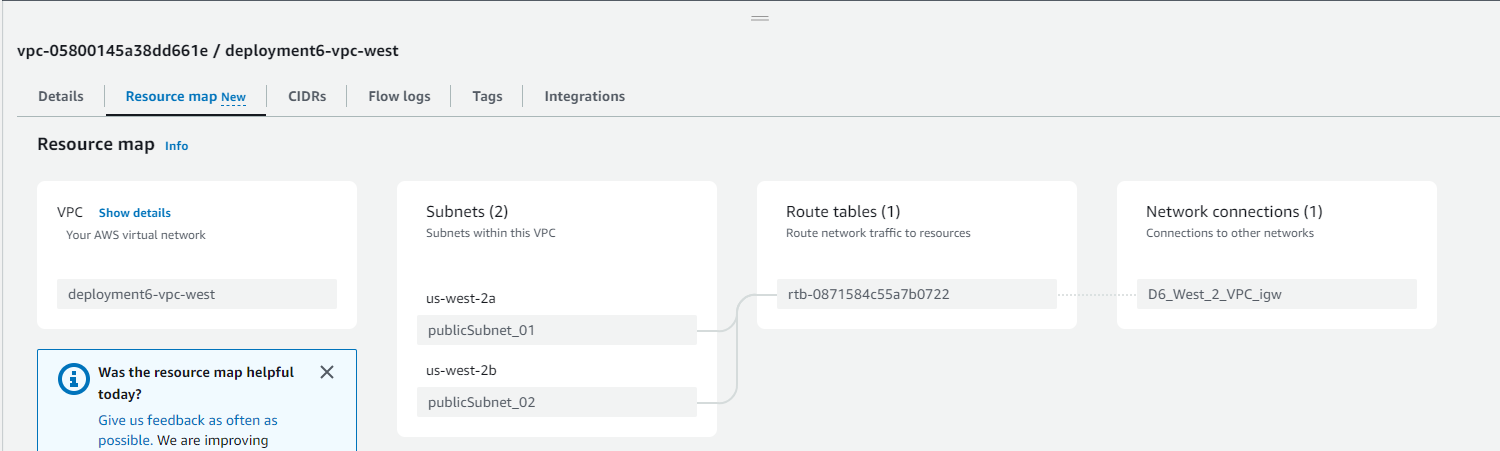 vpc-05800145a38dd661e / deployment6-vpc-west
Details
Resource map New
CIDRs
Flow logs
Tags
Integrations
Resource map Info
VPC Show details
Your AWS virtual network
deployment6-vpc-west
Subnets (2)
Subnets within this VPC
us-west-2a
publicSubnet_01
us-west-2b
publicSubnet_02
Route tables (1)
Route network traffic to resources
rtb-0871584c55a7b0722
Network connections (1)
Connections to other networks
D6_West_2_VPC_igw
Was the resource map helpful
today?
Give us feedback as often as
possible. We are improving